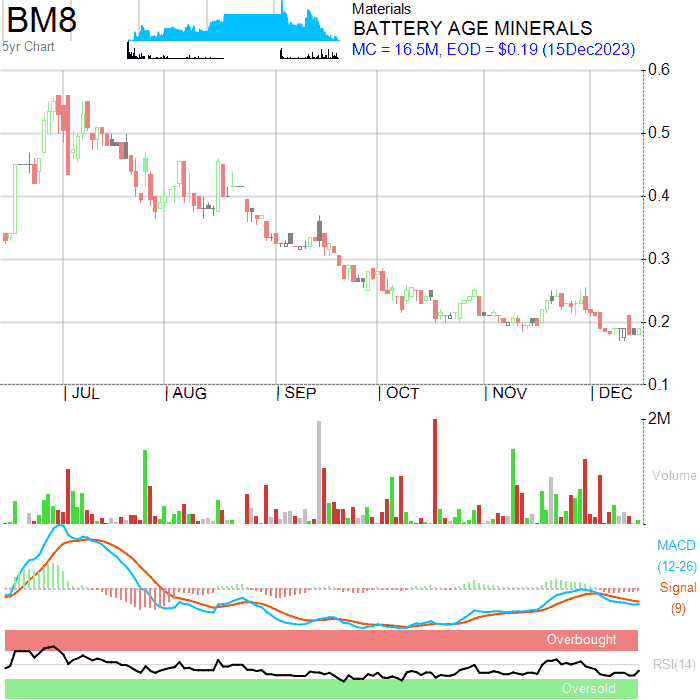 BM8
5yr Chart
Materials
BATTERY AGE MINERALS
MC = 16.5M, EOD = $0.19 (15Dec2023)
0.6
0.5
0.4
0.3
0.2
0.1
JUL AUG SEP OCT NOV DEC
2M
Volume
MACD
(12-26)
Signal
(9)
Overbought
RSI(14)
Oversold